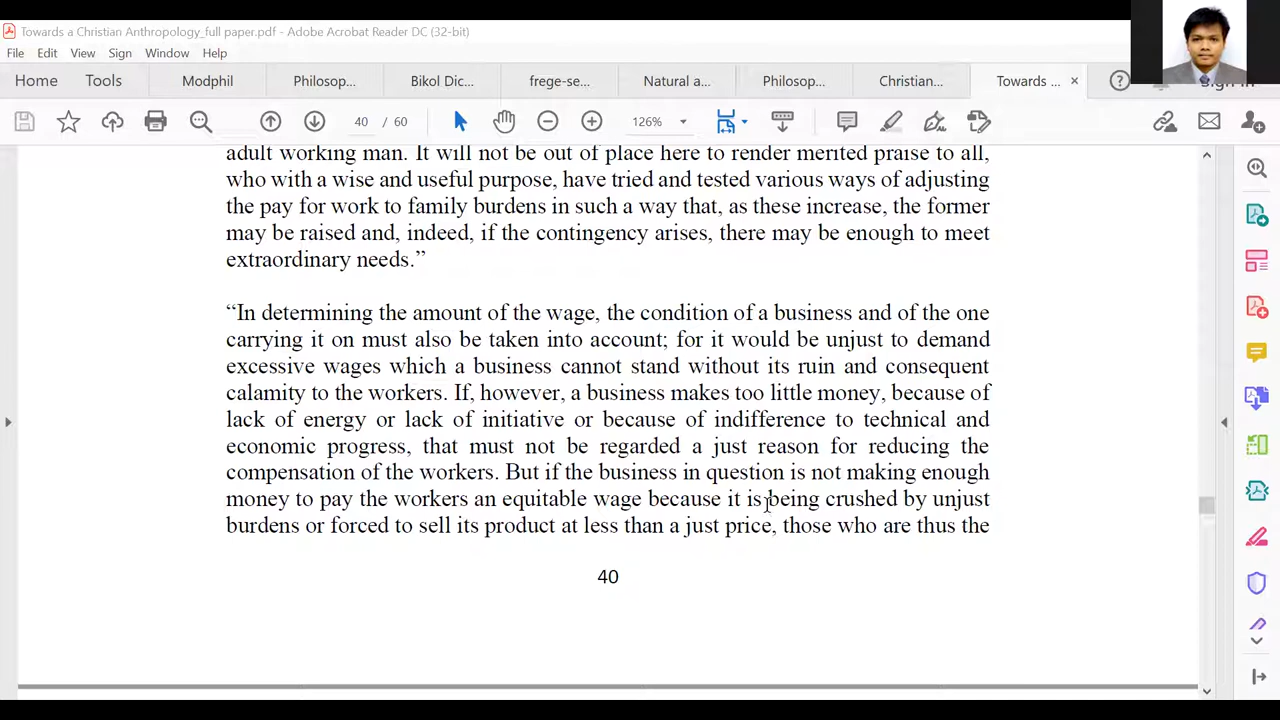 Towards a Christian Anthropology_full paper.pdf - Adobe Acrobat Reader DC (32-bit)
File Edit View Sign Window Help
Home Tools Modphil Philosop... Bikol Dic... frege-se... Natural a... Philosop... Christian... Towards ... ×
40 / 60 126%
adult working man. It will not be out of place here to render merited praise to all,
who with a wise and useful purpose, have tried and tested various ways of adjusting
the pay for work to family burdens in such a way that, as these increase, the former
may be raised and, indeed, if the contingency arises, there may be enough to meet
extraordinary needs.”
“In determining the amount of the wage, the condition of a business and of the one
carrying it on must also be taken into account; for it would be unjust to demand
excessive wages which a business cannot stand without its ruin and consequent
calamity to the workers. If, however, a business makes too little money, because of
lack of energy or lack of initiative or because of indifference to technical and
economic progress, that must not be regarded a just reason for reducing the
compensation of the workers. But if the business in question is not making enough
money to pay the workers an equitable wage because it is being crushed by unjust
burdens or forced to sell its product at less than a just price, those who are thus the
40